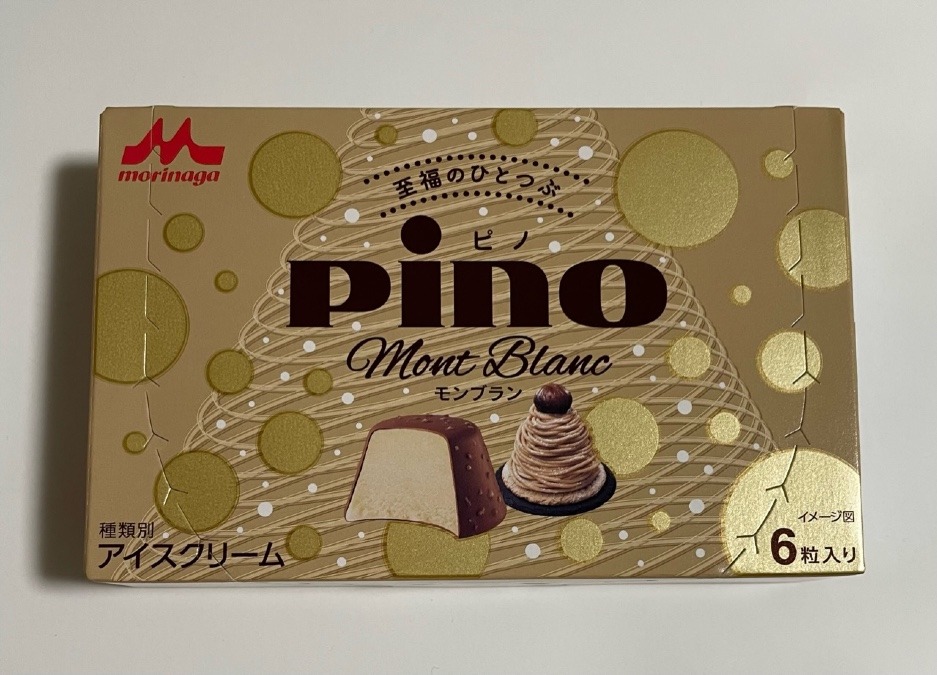 morinaga
至福のひとつぶ
ピノ
pino
Mont Blanc
モンブラン
種類別
アイスクリーム
イメージ図
6粒入り